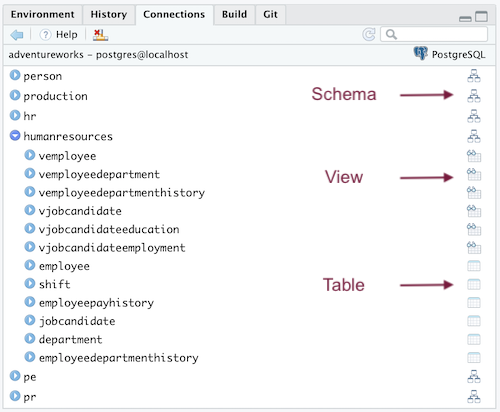 Environment History Connections Build Git
Help
adventureworks – postgres@localhost PostgreSQL
person
production Schema
hr
humanresources
vemployee
vemployeedepartment View
vemployeedepartmenthistory
vjobcandidate
vjobcandidateeducation
vjobcandidateemployment
employee
shift Table
employeepayhistory
jobcandidate
department
employeedepartmenthistory
pe
pr